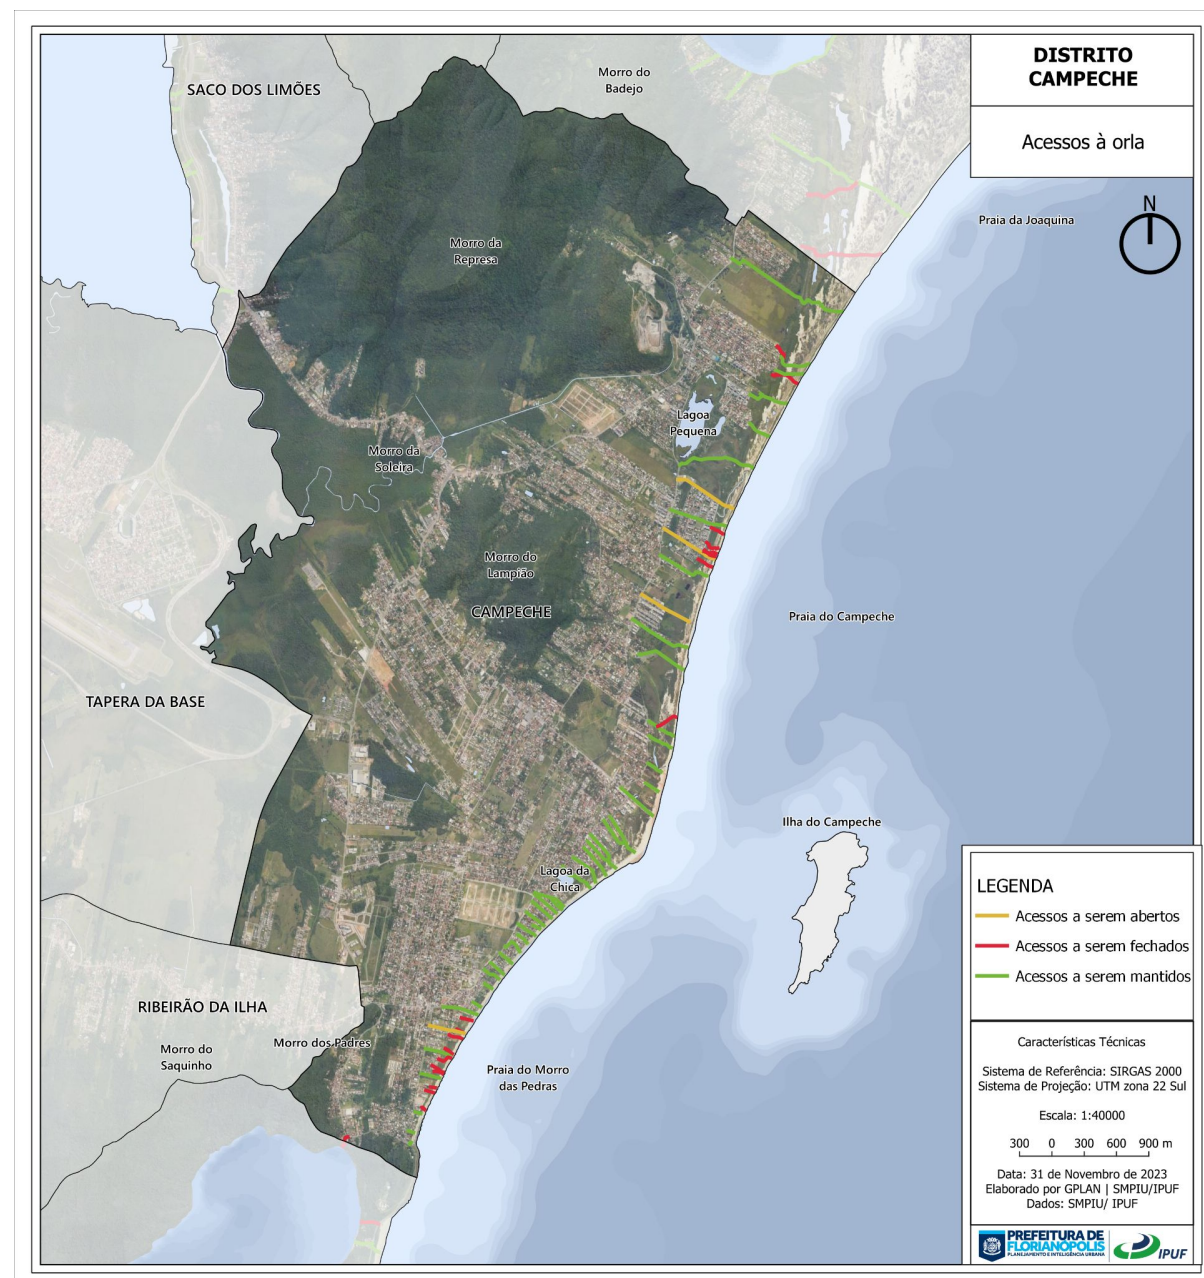 DISTRITO
CAMPECHE
Acessos à orla
N
SACO DOS LIMÕES
Morro do
Badejo
Praia da Joaquina
Morro da
Represa
Lagoa
Pequena
Morro da
Soleira
Morro do
Lampião
CAMPECHE
Praia do Campeche
TAPERA DA BASE
Ilha do Campeche
Lagoa da
Chica
RIBEIRÃO DA ILHA
Morro dos Padres
Morro do
Saquinho
Praia do Morro
das Pedras
LEGENDA
Acessos a serem abertos
Acessos a serem fechados
Acessos a serem mantidos
Características Técnicas
Sistema de Referência: SIRGAS 2000
Sistema de Projeção: UTM zona 22 Sul
Escala: 1:40000
300 0 300 600 900 m
Data: 31 de Novembro de 2023
Elaborado por GPLAN | SMPIU/IPUF
Dados: SMPIU/ IPUF
PREFEITURA DE
FLORIANÓPOLIS
PLANEJAMENTO E INTELIGÊNCIA URBANA
IPUF